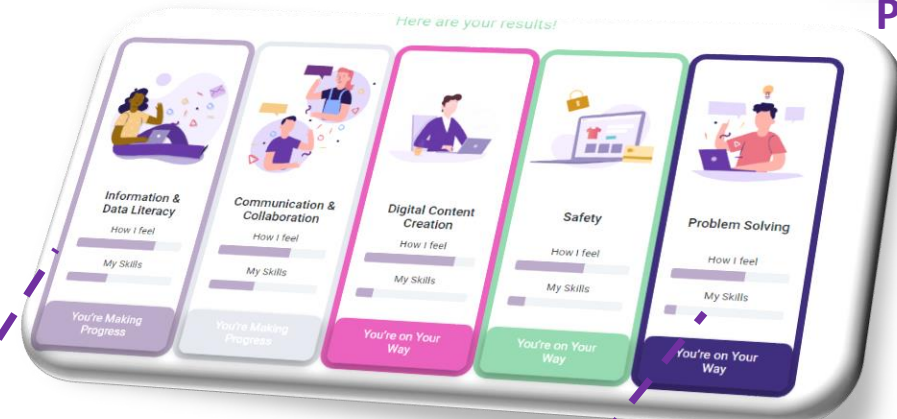 P
Here are your results!
Information &
Data Literacy
How I feel
My Skills
You're Making
Progress
Communication &
Collaboration
How I feel
My Skills
You're Making
Progress
Digital Content
Creation
How I feel
My Skills
You're on Your
Way
Safety
How I feel
My Skills
You're on Your
Way
Problem Solving
How I feel
My Skills
You're on Your
Way